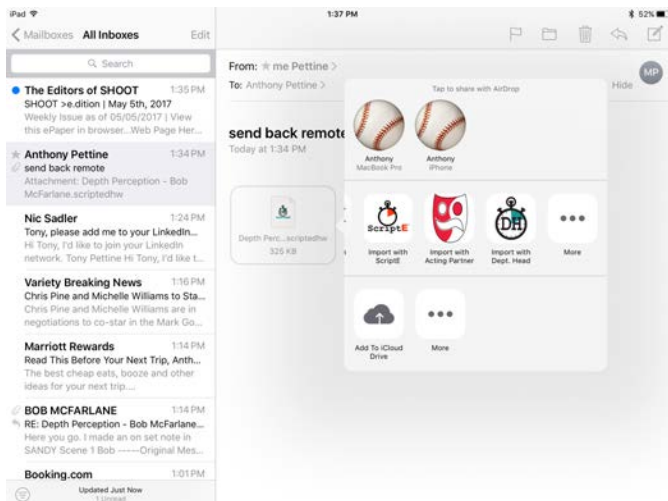 iPad
1:37 PM
52%
Mailboxes All Inboxes Edit
Search
The Editors of SHOOT 1:35 PM
SHOOT >e.dition | May 5th, 2017
Weekly Issue as of 05/05/2017 | View
this ePaper in browser...Web Page Her...
Anthony Pettine 1:34 PM
send back remote
Attachment: Depth Perception - Bob
McFarlane.scriptedhw
Nic Sadler 1:24 PM
Tony, please add me to your LinkedIn...
Hi Tony, I'd like to join your LinkedIn
network. Tony Pettine Hi Tony, I'd like t...
Variety Breaking News 1:16 PM
Chris Pine and Michelle Williams to Sta...
Chris Pine and Michelle Williams are in
negotiations to co-star in the Mark Go...
Marriott Rewards 1:14 PM
Read This Before Your Next Trip, Anth...
The best cheap eats, booze and other
ideas for your next trip....
BOB MCFARLANE 1:14 PM
RE: Depth Perception - Bob McFarlane...
Here you go. I made an on set note in
SANDY Scene 1 Bob -----Original Mes...
Booking.com 1:01 PM
Updated Just Now
1 Unread
From: me Pettine
To: Anthony Pettine
Hide
MP
send back remote
Today at 1:34 PM
Depth Perc...scriptedhw
325 KB
Tap to share with AirDrop
Anthony
MacBook Pro
Anthony
iPhone
ScriptE
DH
Import with
ScriptE
Import with
Acting Partner
Import with
Dept. Head
More
Add To iCloud
Drive
More